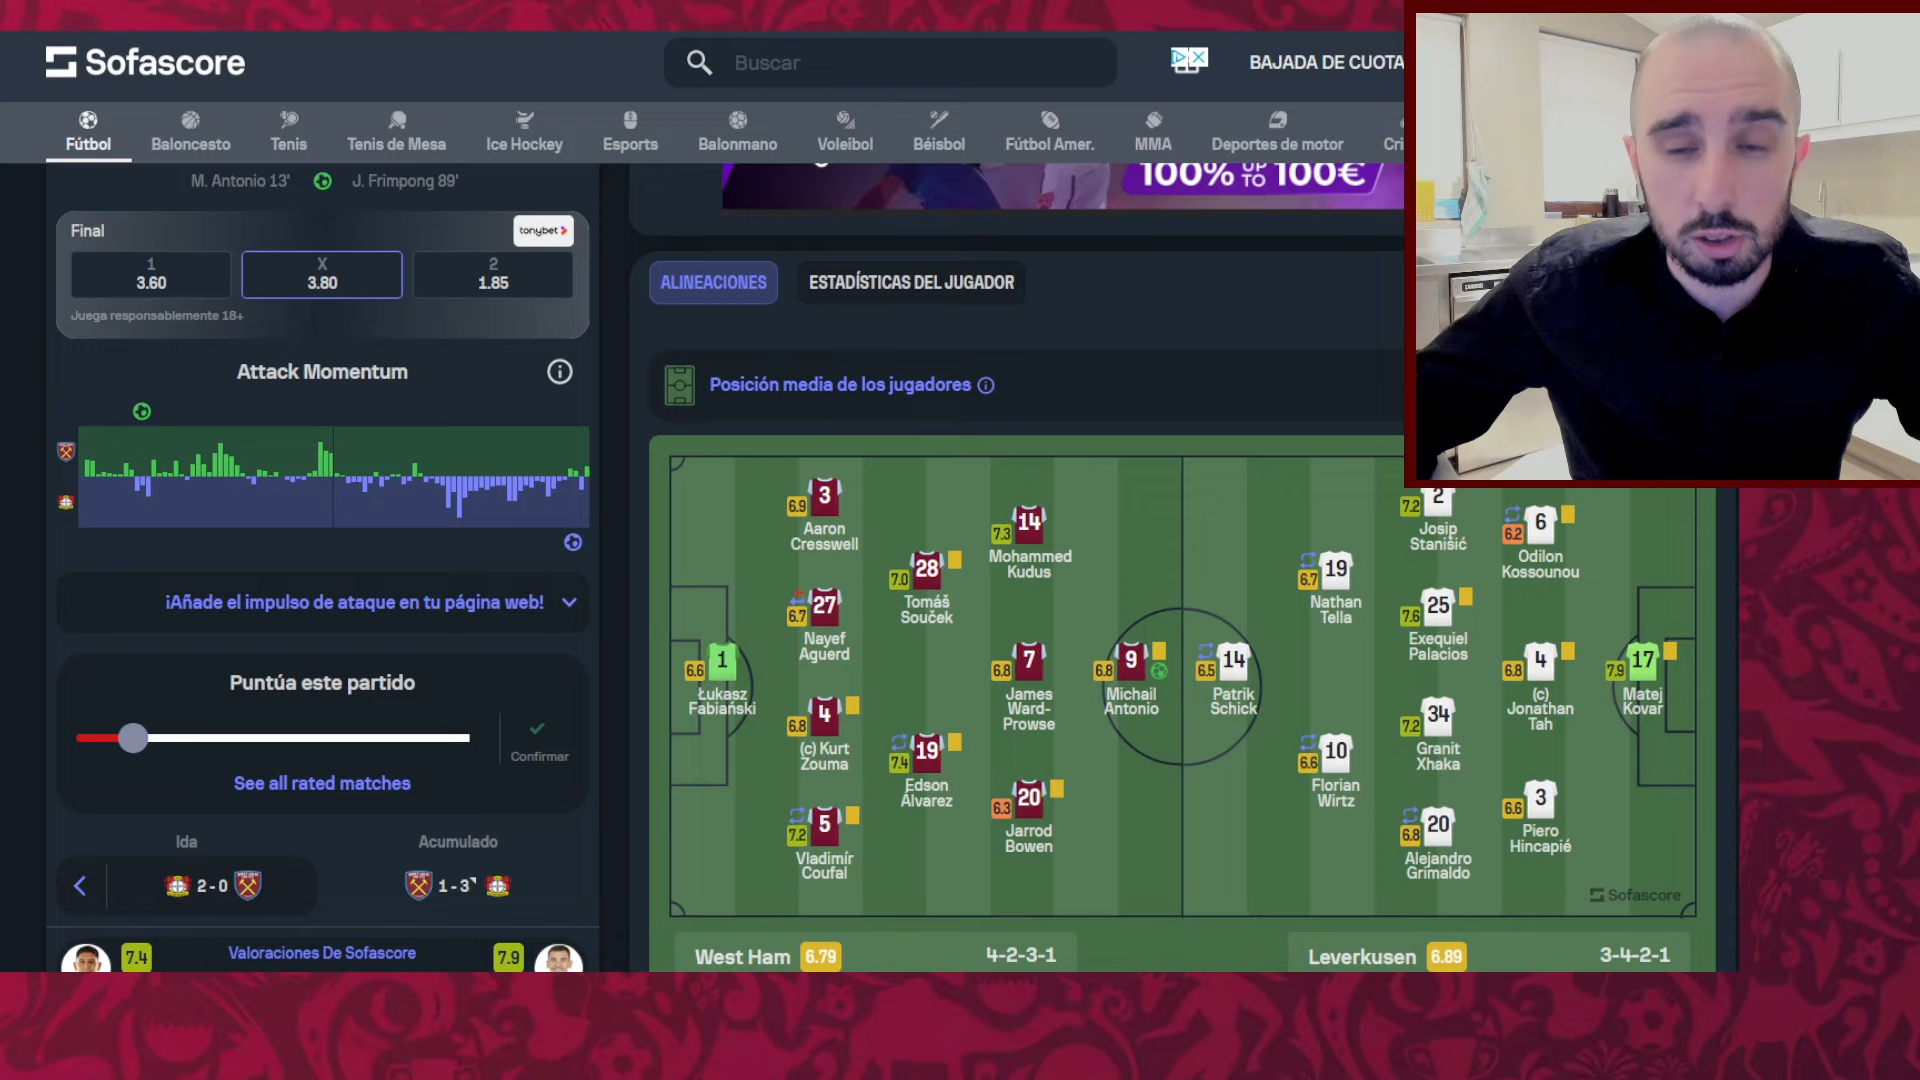 Sofascore
Buscar
BAJADA DE CUOTA
Fútbol
Baloncesto
Tenis
Tenis de Mesa
Ice Hockey
Esports
Balonmano
Voleibol
Béisbol
Fútbol Amer.
MMA
Deportes de motor
Cri
M. Antonio 13'
J. Frimpong 89'
100% UP TO 100€
Final
tonybet
1
3.60
X
3.80
2
1.85
Juega responsablemente 18+
Attack Momentum
¡Añade el impulso de ataque en tu página web!
Puntúa este partido
Confirmar
See all rated matches
Ida
Acumulado
2-0
1-3
7.4
Valoraciones De Sofascore
7.9
ALINEACIONES
ESTADÍSTICAS DEL JUGADOR
Posición media de los jugadores
1
6.6
Łukasz
Fabiański
3
6.9
Aaron
Cresswell
27
6.7
Nayef
Aguerd
4
6.8
(c) Kurt
Zouma
5
7.2
Vladimír
Coufal
28
7.0
Tomáš
Souček
19
7.4
Edson
Álvarez
14
7.3
Mohammed
Kudus
7
6.8
James
Ward-
Prowse
20
6.3
Jarrod
Bowen
9
6.8
Michail
Antonio
14
6.5
Patrik
Schick
19
6.7
Nathan
Tella
10
6.6
Florian
Wirtz
2
7.2
Josip
Stanišić
25
7.6
Exequiel
Palacios
34
7.2
Granit
Xhaka
20
6.8
Alejandro
Grimaldo
6
6.2
Odilon
Kossounou
4
6.8
(c)
Jonathan
Tah
3
6.6
Piero
Hincapié
17
7.9
Matej
Kovar
Sofascore
West Ham 6.79
4-2-3-1
Leverkusen 6.89
3-4-2-1